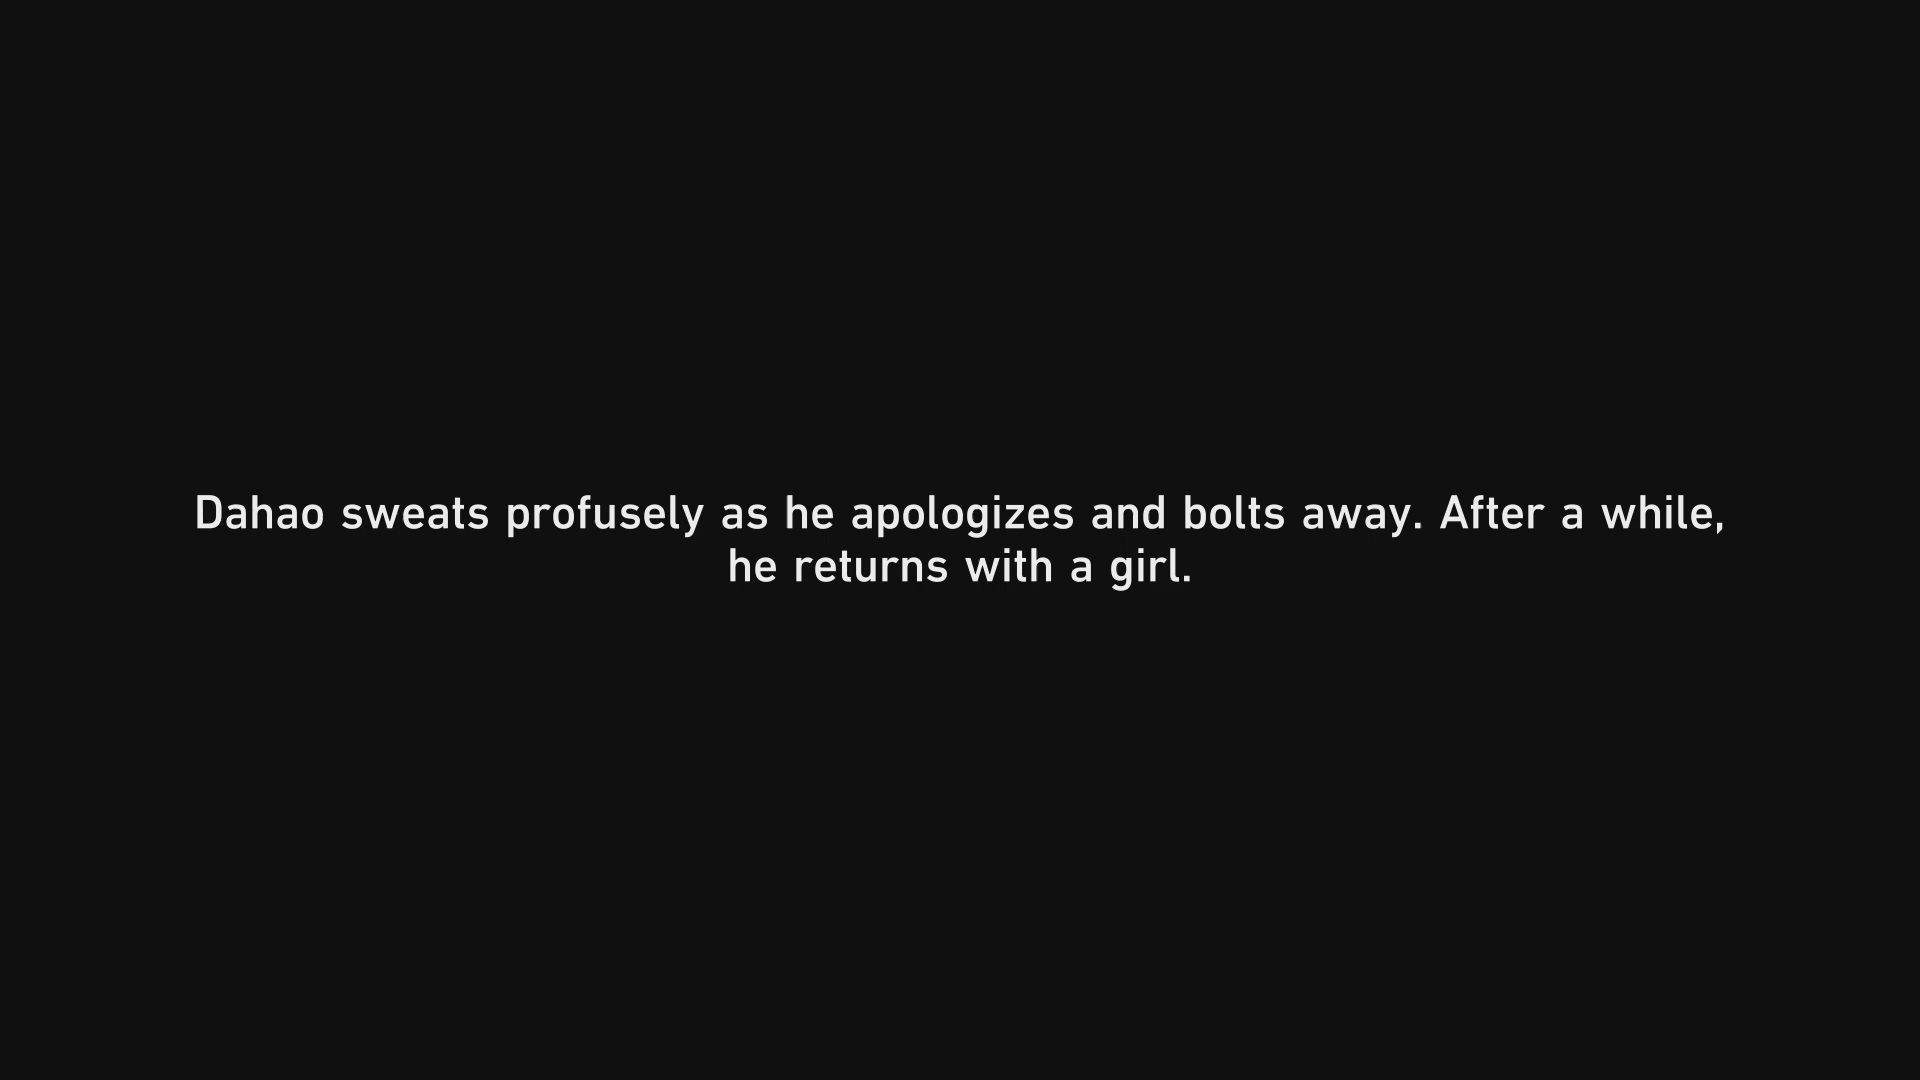 Dahao sweats profusely as he apologizes and bolts away. After a while,
he returns with a girl.